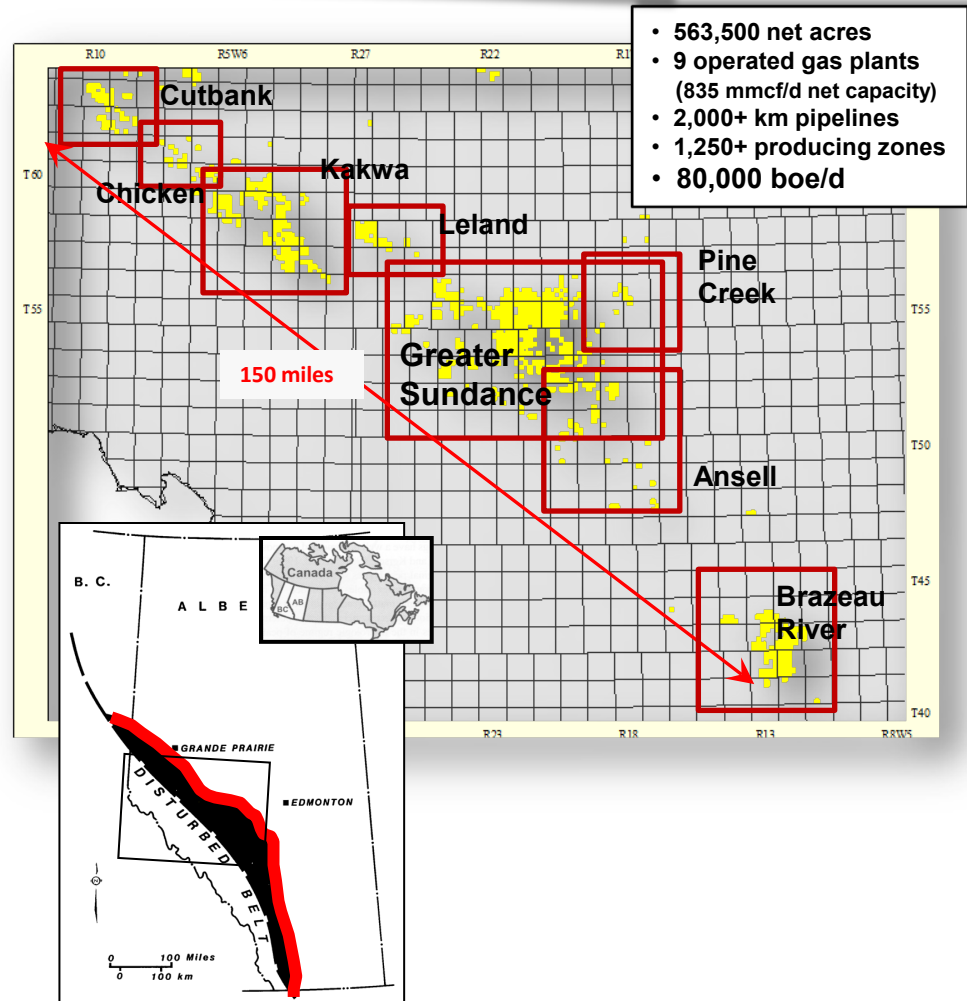 • 563,500 net acres
• 9 operated gas plants
(835 mmcf/d net capacity)
• 2,000+ km pipelines
• 1,250+ producing zones
• 80,000 boe/d
R10
R5W6
R27
R22
Cutbank
T60
Chicken
Kakwa
Leland
Pine
Creek
T55
T55
Greater
Sundance
150 miles
T50
Ansell
T45
Brazeau
River
T40
R23
R18
R13
R8W5
B. C.
A L B E
Canada
BC
AB
GRANDE PRAIRIE
EDMONTON
DISTURBED BELT
N
0 100 Miles
0 100 km